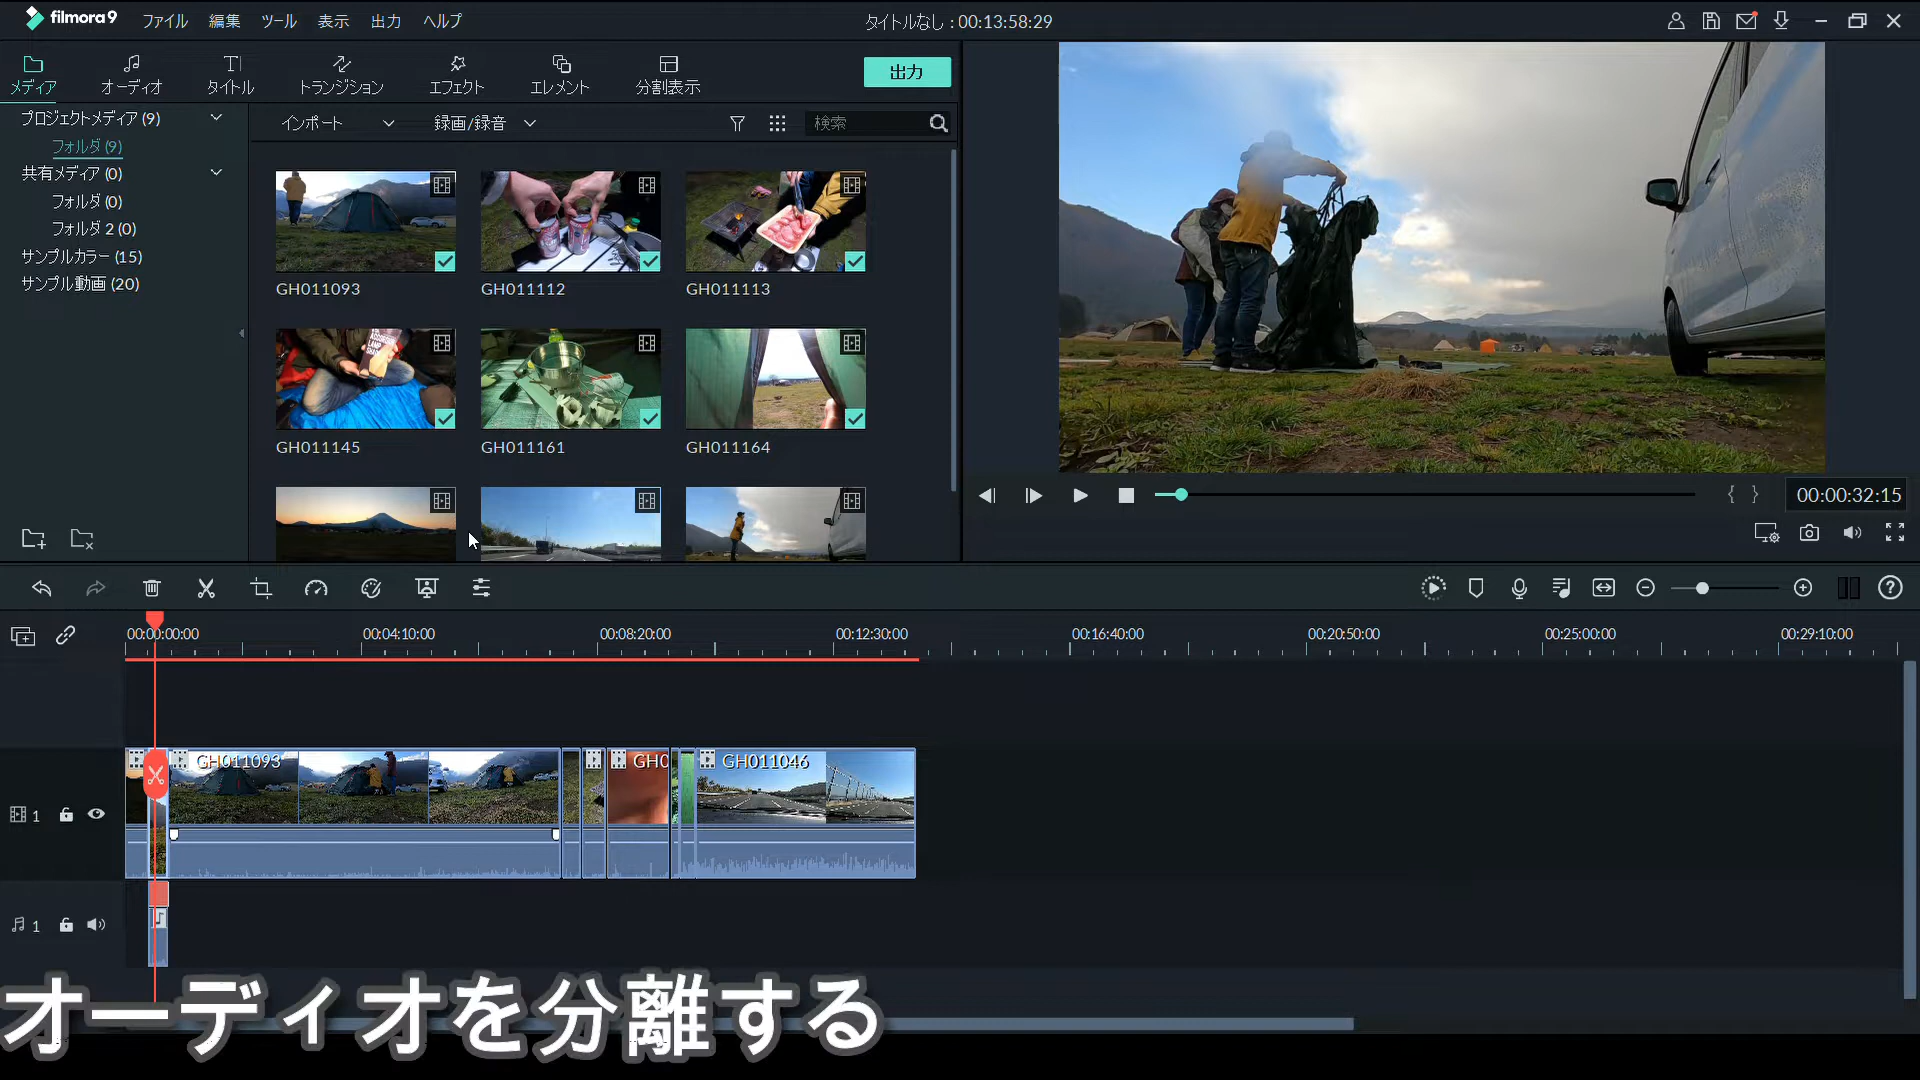 filmora9 ファイル 編集 ツール 表示 出力 ヘルプ タイトルなし : 00:13:58:29
メディア オーディオ タイトル トランジション エフェクト エレメント 分割表示 出力
プロジェクトメディア (9)
フォルダ (9)
共有メディア (0)
フォルダ (0)
フォルダ 2 (0)
サンプルカラー (15)
サンプル動画 (20)
インポート 録画/録音 検索
GH011093 GH011112 GH011113
GH011145 GH011161 GH011164
00:00:32:15
00:00:00:00 00:04:10:00 00:08:20:00 00:12:30:00 00:16:40:00 00:20:50:00 00:25:00:00 00:29:10:00
GH011093 GH0 GH011046
1
1
オーディオを分離する